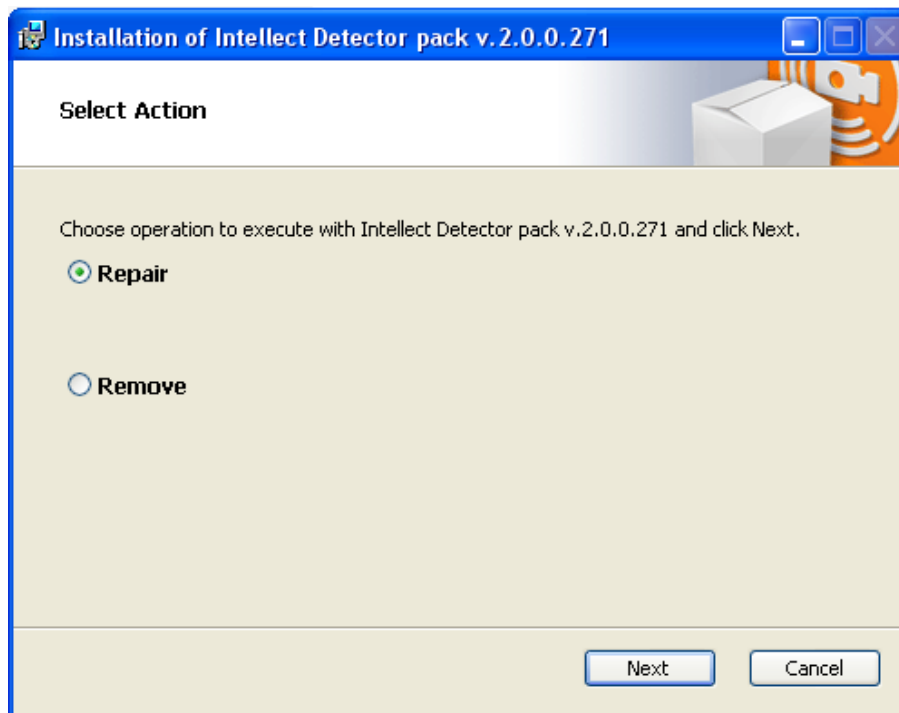 Installation of Intellect Detector pack v.2.0.0.271
Select Action
Choose operation to execute with Intellect Detector pack v.2.0.0.271 and click Next.
Repair
Remove
Next
Cancel